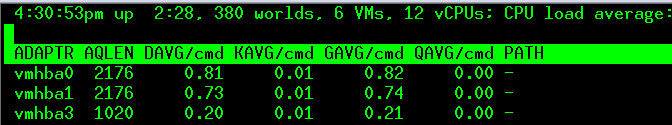 4:30:53pm up  2:28, 380 worlds, 6 VMs, 12 vCPUs; CPU load average:
ADAPTR AQLEN DAVG/cmd KAVG/cmd GAVG/cmd QAVG/cmd PATH
vmhba0  2176     0.81     0.01     0.82     0.00 -
vmhba1  2176     0.73     0.01     0.74     0.00 -
vmhba3  1020     0.20     0.01     0.21     0.00 -